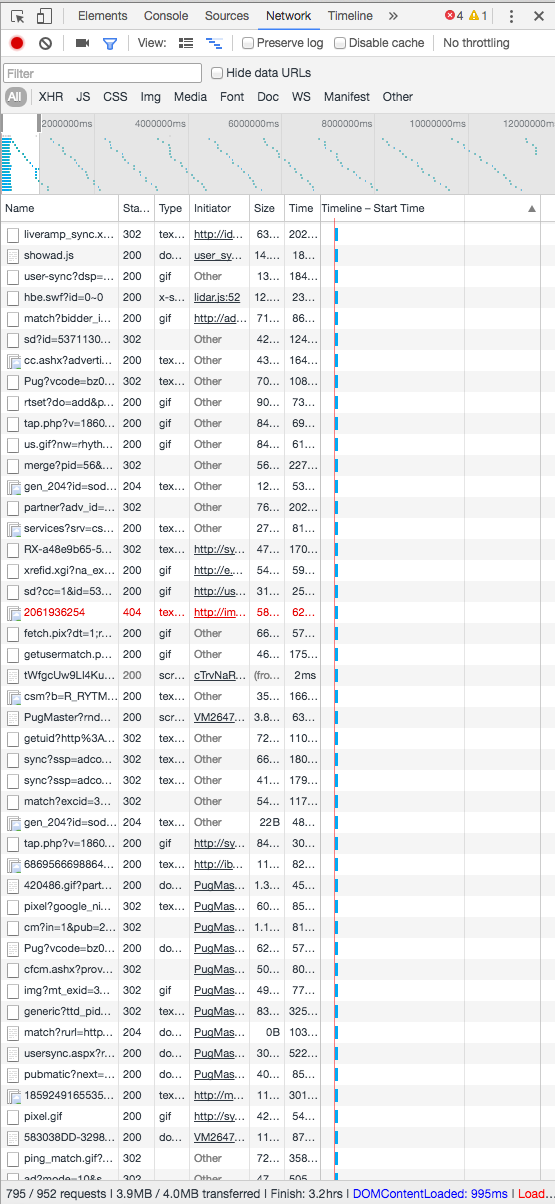 Elements Console Sources Network Timeline » 4 1
View: Preserve log Disable cache No throttling
Filter Hide data URLs
All XHR JS CSS Img Media Font Doc WS Manifest Other
2000000ms 4000000ms 6000000ms 8000000ms 10000000ms 12000000ms
Name Sta... Type Initiator Size Time Timeline – Start Time
liveramp_sync.x... 302 tex... http://id... 63... 202...
showad.js 200 do... user_sy... 14.... 18...
user-sync?dsp=... 200 gif Other 13... 184...
hbe.swf?id=0~0 200 x-s... lidar.js:52 12.... 23...
match?bidder_i... 200 gif http://ad... 71... 86...
sd?id=5371130... 302 Other 42... 124...
cc.ashx?adverti... 200 tex... Other 43... 164...
Pug?vcode=bz0... 302 tex... Other 70... 108...
rtset?do=add&p... 200 gif Other 90... 73...
tap.php?v=1860... 200 gif Other 84... 69...
us.gif?nw=rhyth... 200 gif Other 84... 61...
merge?pid=56&... 302 Other 56... 227...
gen_204?id=sod... 204 tex... Other 12... 53...
partner?adv_id=... 302 Other 76... 202...
services?srv=cs... 200 tex... Other 27... 81...
RX-a48e9b65-5... 302 tex... http://sy... 47... 170...
xrefid.xgi?na_ex... 200 gif http://e.... 54... 59...
sd?cc=1&id=53... 200 gif http://us... 31... 25...
2061936254 404 tex... http://im... 58... 62...
fetch.pix?dt=1;r... 200 gif Other 66... 57...
getusermatch.p... 200 gif Other 46... 175...
tWfgcUw9LI4Ku... 200 scr... cTrvNaR... (fro... 2ms
csm?b=R_RYTM... 200 tex... Other 35... 166...
PugMaster?rnd... 200 scr... VM2647... 3.8... 63...
getuid?http%3A... 302 tex... Other 72... 110...
sync?ssp=adco... 302 tex... Other 66... 180...
sync?ssp=adco... 302 tex... Other 41... 179...
match?excid=3... 302 Other 54... 117...
gen_204?id=sod... 204 tex... Other 22B 48...
tap.php?v=1860... 200 gif http://sy... 84... 30...
6869566698864... 200 tex... http://ib... 11... 82...
420486.gif?part... 200 do... PugMas... 1.3... 45...
pixel?google_ni... 302 tex... PugMas... 60... 85...
cm?in=1&pub=2... 302 PugMas... 1.1... 81...
Pug?vcode=bz0... 200 do... PugMas... 62... 57...
cfcm.ashx?prov... 302 PugMas... 50... 80...
img?mt_exid=3... 302 gif PugMas... 49... 77...
generic?ttd_pid... 302 tex... PugMas... 83... 325...
match?rurl=http... 204 do... PugMas... 0B 103...
usersync.aspx?r... 200 do... PugMas... 30... 522...
pubmatic?next=... 200 do... PugMas... 40... 85...
1859249165535... 200 tex... http://m... 11... 301...
pixel.gif 200 gif http://sy... 42... 54...
583038DD-3298... 200 do... VM2647... 11... 87...
ping_match.gif?... 302 Other 72... 358...
ad?mode=10&s... 302 Other 47... 505...
795 / 952 requests I 3.9MB / 4.0MB transferred I Finish: 3.2hrs I DOMContentLoaded: 995ms I Load...